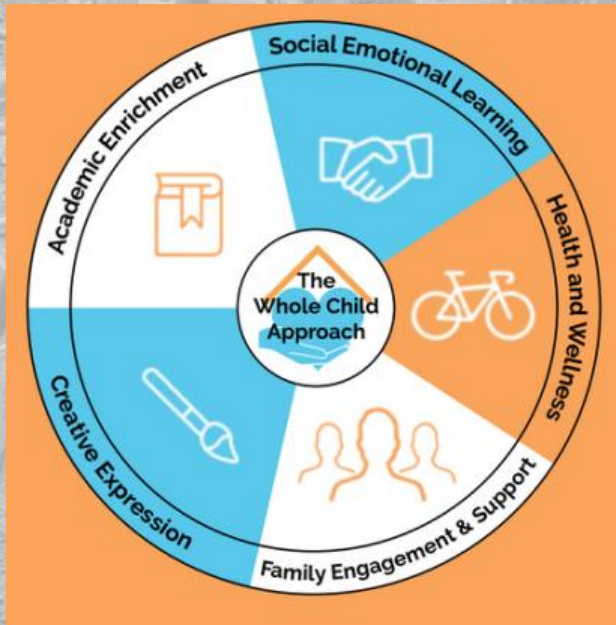 Social Emotional Learning
Health and Wellness
Family Engagement & Support
Creative Expression
Academic Enrichment
The
Whole Child
Approach